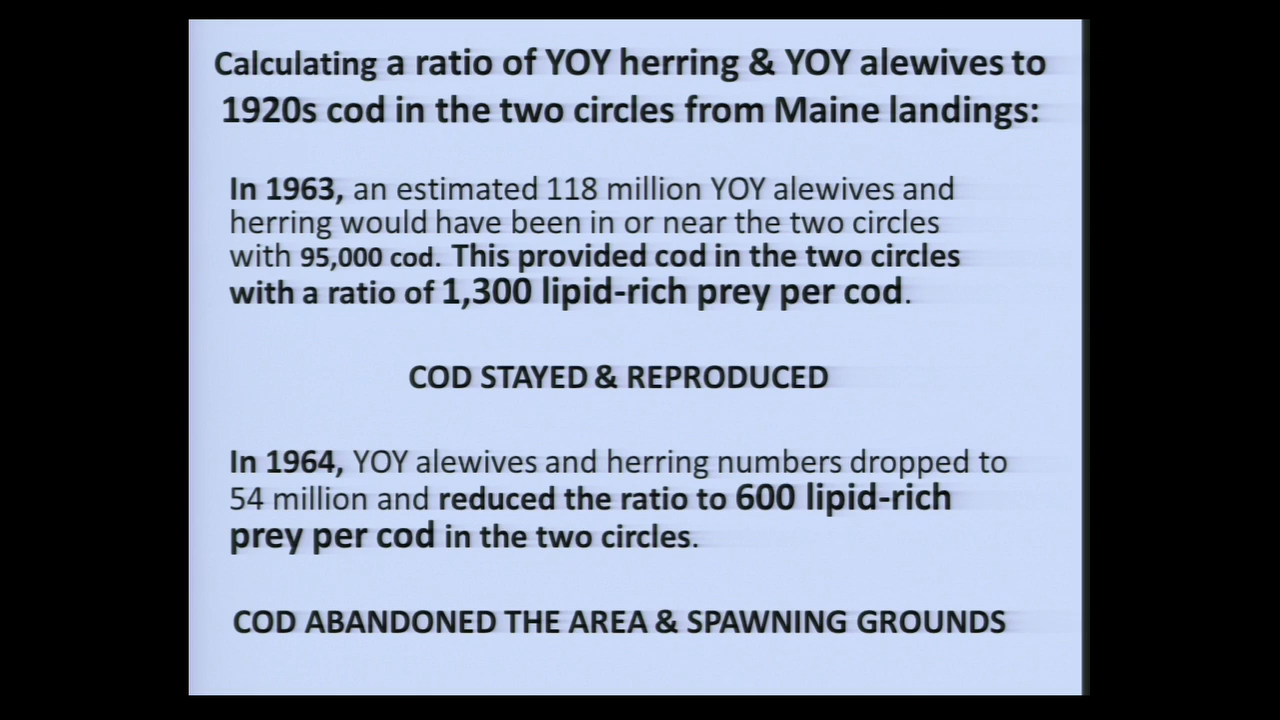 Calculating a ratio of YOY herring & YOY alewives to
1920s cod in the two circles from Maine landings:
In 1963, an estimated 118 million YOY alewives and
herring would have been in or near the two circles
with 95,000 cod. This provided cod in the two circles
with a ratio of 1,300 lipid-rich prey per cod.
COD STAYED & REPRODUCED
In 1964, YOY alewives and herring numbers dropped to
54 million and reduced the ratio to 600 lipid-rich
prey per cod in the two circles.
COD ABANDONED THE AREA & SPAWNING GROUNDS